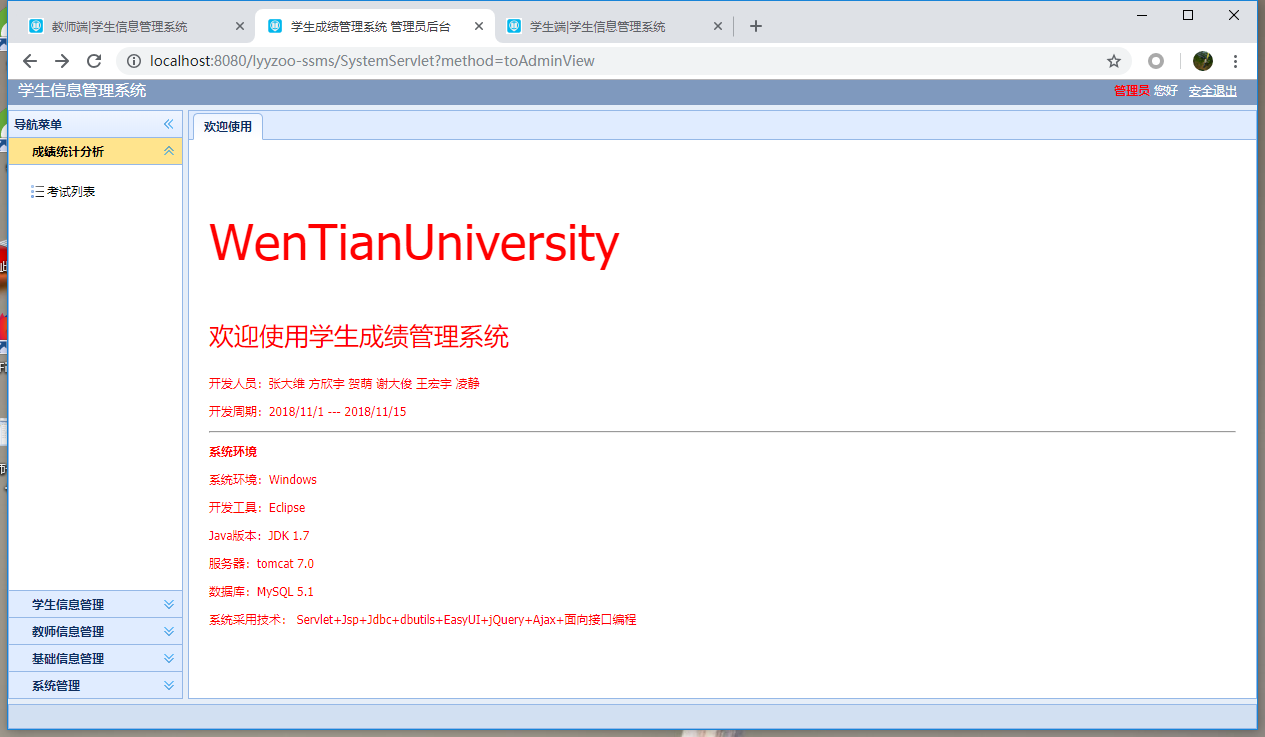 教师端|学生信息管理系统
学生成绩管理系统 管理员后台
学生端|学生信息管理系统
localhost:8080/lyyzoo-ssms/SystemServlet?method=toAdminView
学生信息管理系统
管理员 您好 安全退出
导航菜单
欢迎使用
成绩统计分析
考试列表
WenTianUniversity
欢迎使用学生成绩管理系统
开发人员：张大维 方欣宇 贺萌 谢大俊 王宏宇 凌静
开发周期：2018/11/1 --- 2018/11/15
系统环境
系统环境：Windows
开发工具：Eclipse
Java版本：JDK 1.7
服务器：tomcat 7.0
数据库：MySQL 5.1
系统采用技术： Servlet+Jsp+Jdbc+dbutils+EasyUI+jQuery+Ajax+面向接口编程
学生信息管理
教师信息管理
基础信息管理
系统管理